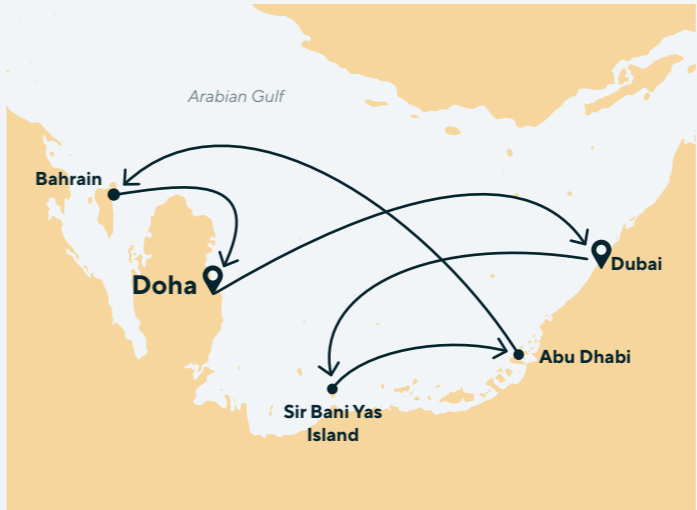 Arabian Gulf
Bahrain
Doha
Dubai
Abu Dhabi
Sir Bani Yas
Island